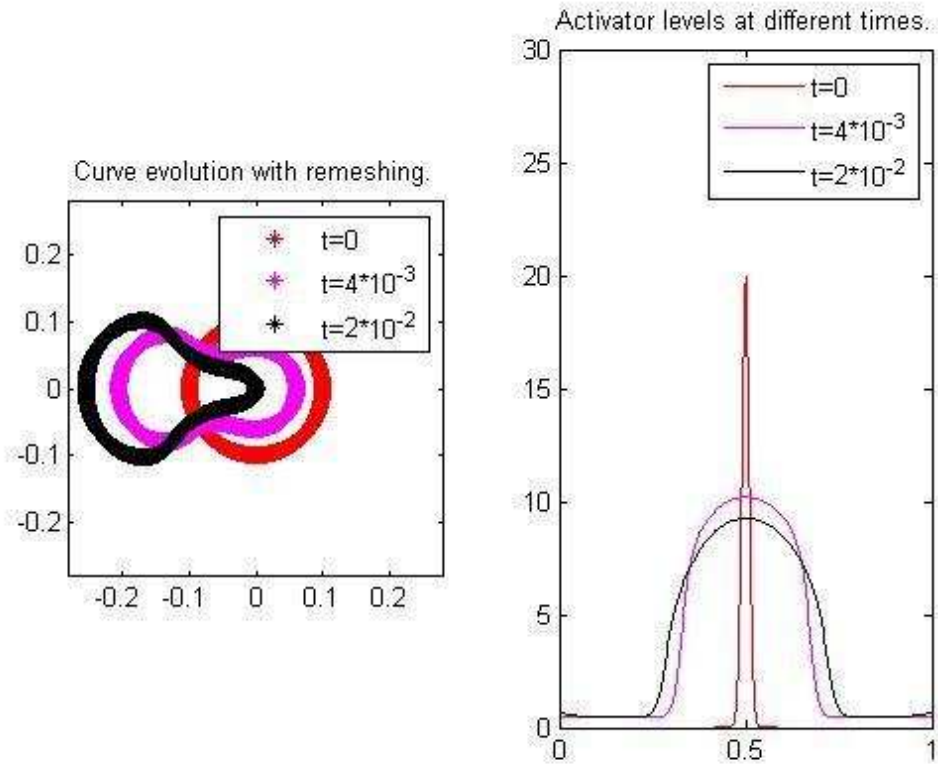 Curve evolution with remeshing.
t=0
t=4*10^-3
t=2*10^-2
0.2
0.1
0
-0.1
-0.2
-0.2 -0.1 0 0.1 0.2
Activator levels at different times.
t=0
t=4*10^-3
t=2*10^-2
30
25
20
15
10
5
0
0 0.5 1